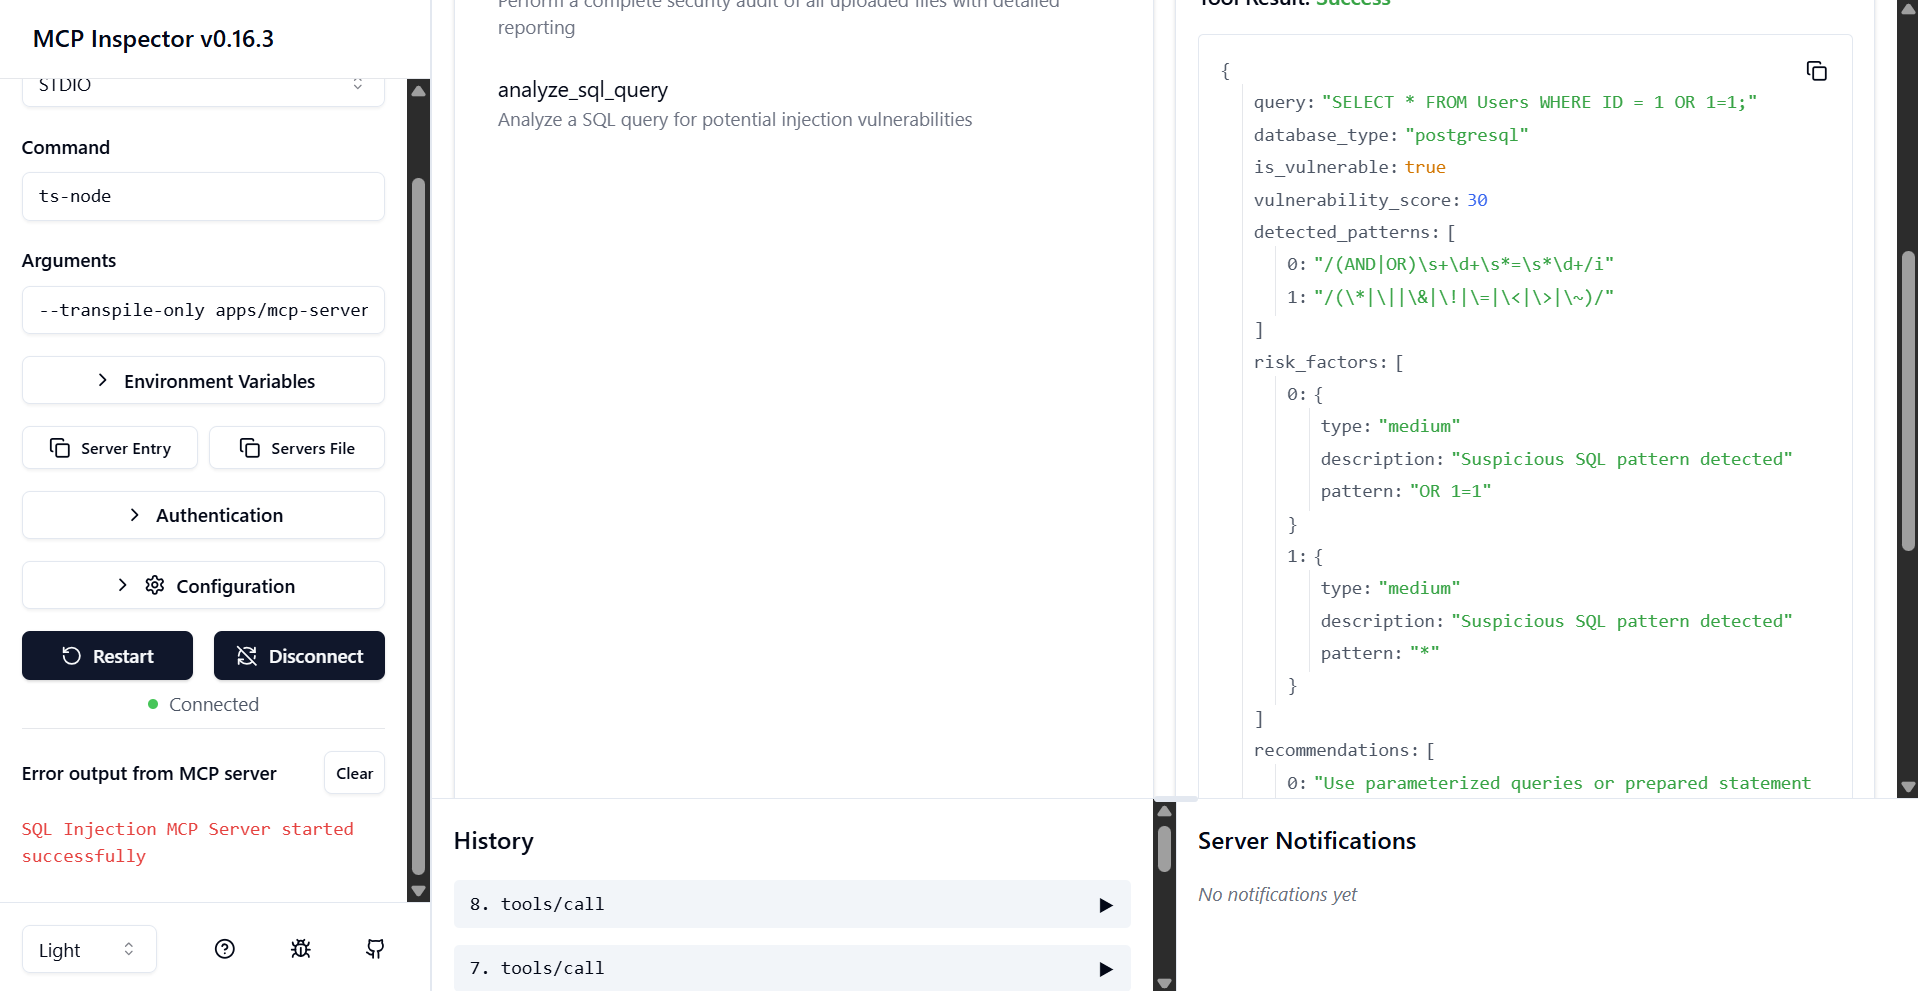 MCP Inspector v0.16.3
STDIO
Command
ts-node
Arguments
--transpile-only apps/mcp-server
Environment Variables
Server Entry
Servers File
Authentication
Configuration
Restart
Disconnect
Connected
Error output from MCP server
Clear
SQL Injection MCP Server started
successfully
Light
Perform a complete security audit of all uploaded files with detailed
reporting
analyze_sql_query
Analyze a SQL query for potential injection vulnerabilities
Tool Result: Success
{
query: "SELECT * FROM Users WHERE ID = 1 OR 1=1;"
database_type: "postgresql"
is_vulnerable: true
vulnerability_score: 30
detected_patterns: [
0: "/(AND|OR)\s+\d+\s*=\s*\d+/i"
1: "/(\*|\||\&|\!|\=|\<|\>|\~)/"
]
risk_factors: [
0: {
type: "medium"
description: "Suspicious SQL pattern detected"
pattern: "OR 1=1"
}
1: {
type: "medium"
description: "Suspicious SQL pattern detected"
pattern: "*"
}
]
recommendations: [
0: "Use parameterized queries or prepared statement
History
8. tools/call
7. tools/call
Server Notifications
No notifications yet